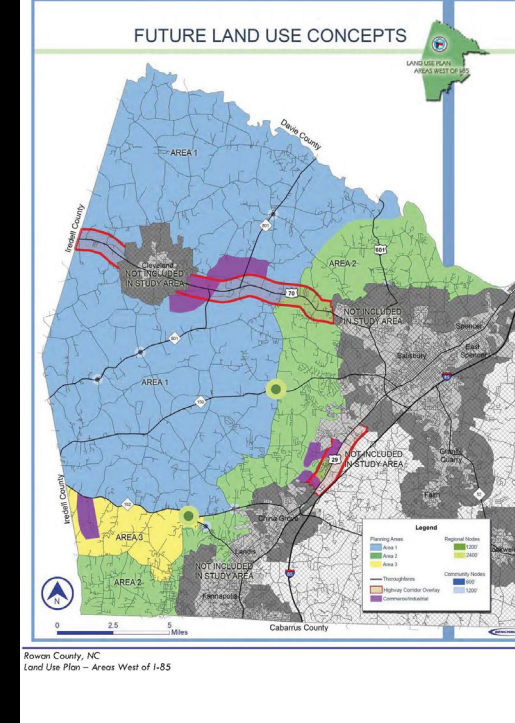 FUTURE LAND USE CONCEPTS
LAND USE PLAN
AREAS WEST OF I-85
Davie County
AREA 1
Iredell County
801
601
AREA 2
Cleveland
NOT INCLUDED
IN STUDY AREA
70
NOT INCLUDED
IN STUDY AREA
Spencer
East
Spencer
Salisbury
801
AREA 1
150
NOT INCLUDED
IN STUDY AREA
29
Granite
Quarry
Faith
Iredell County
152
China Grove
AREA 3
Landis
NOT INCLUDED
IN STUDY AREA
AREA 2
Kannapolis
Legend
Planning Areas
Area 1
Area 2
Area 3
Thoroughfares
Highway Corridor Overlay
Commerce/Industrial
Regional Nodes
1200'
2400'
Community Nodes
600'
1200'
N
0 2.5 5
Miles
Cabarrus County
Rowan County, NC
Land Use Plan – Areas West of I-85